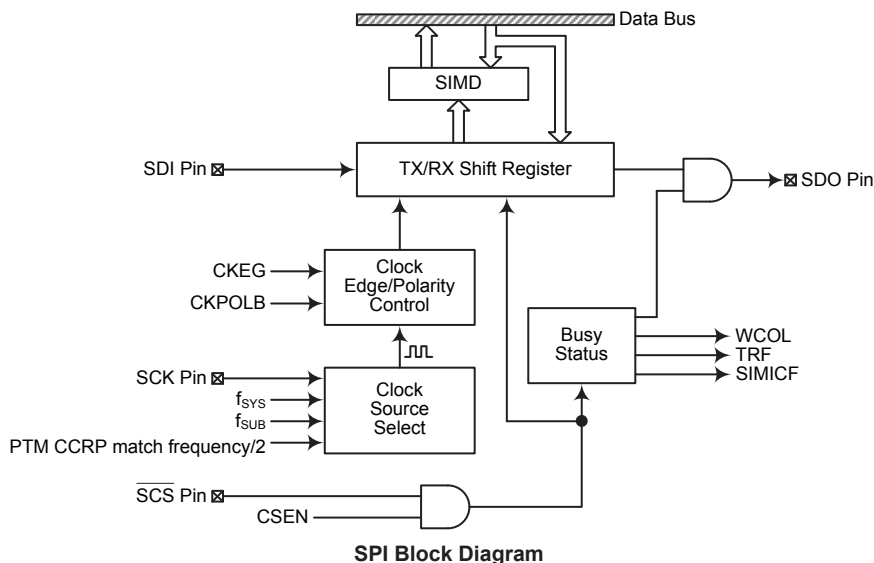 Data Bus
SIMD
SDI Pin
TX/RX Shift Register
SDO Pin
CKEG
CKPOLB
Clock
Edge/Polarity
Control
Busy
Status
WCOL
TRF
SIMICF
SCK Pin
fSYS
fSUB
PTM CCRP match frequency/2
Clock
Source
Select
SCS Pin
CSEN
SPI Block Diagram